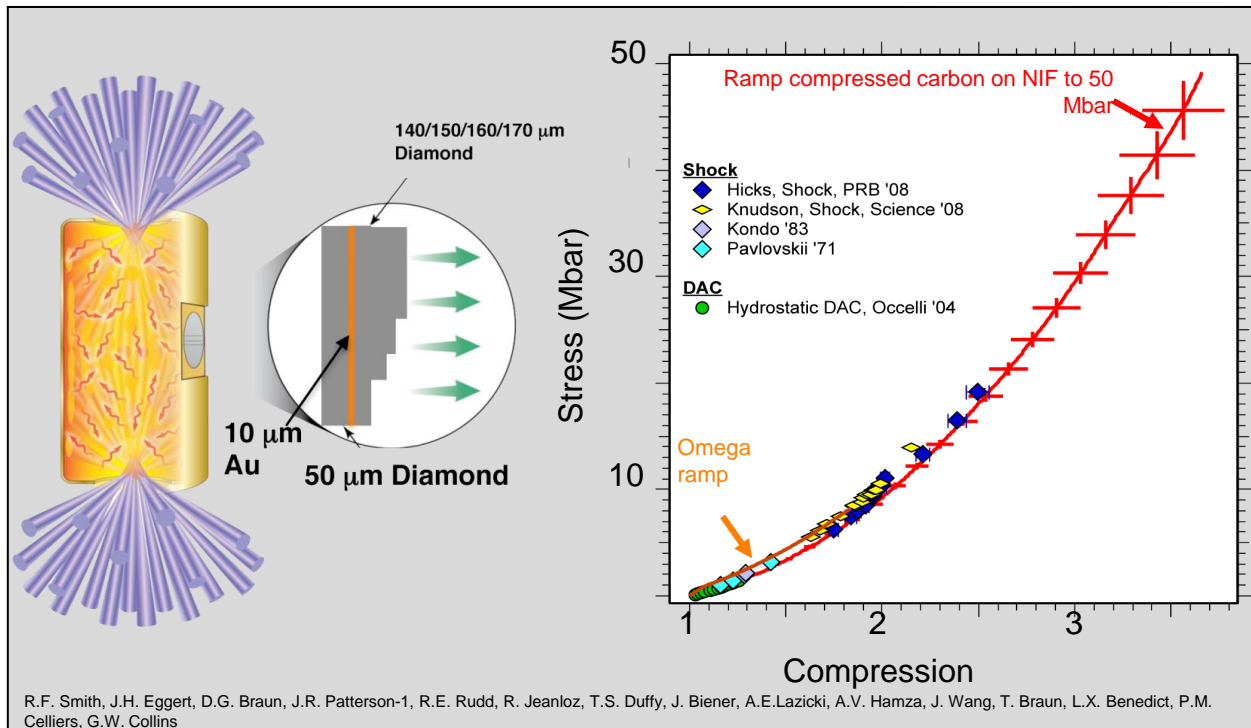 140/150/160/170 μm
Diamond
10 μm
Au
50 μm Diamond
50
30
10
Stress (Mbar)
Ramp compressed carbon on NIF to 50
Mbar
Shock
Hicks, Shock, PRB '08
Knudson, Shock, Science '08
Kondo '83
Pavlovskii '71
DAC
Hydrostatic DAC, Occelli '04
Omega
ramp
1
2
3
Compression
R.F. Smith, J.H. Eggert, D.G. Braun, J.R. Patterson-1, R.E. Rudd, R. Jeanloz, T.S. Duffy, J. Biener, A.E.Lazicki, A.V. Hamza, J. Wang, T. Braun, L.X. Benedict, P.M.
Celliers, G.W. Collins